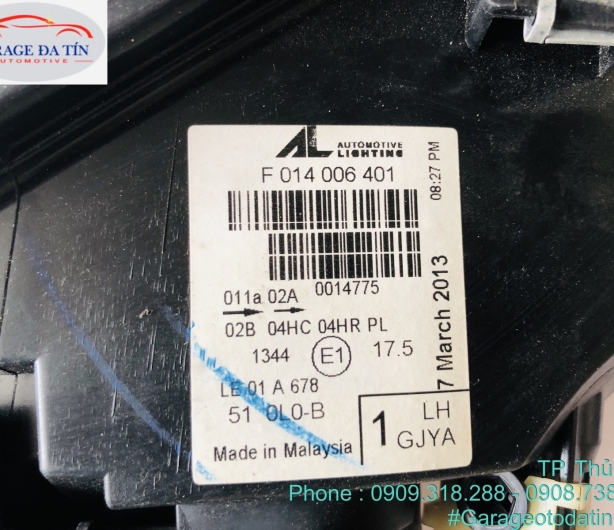 GARAGE ĐA TÍN
AUTOMOTIVE
AL AUTOMOTIVE
LIGHTING
F 014 006 401
0014775
011a 02A
02B 04HC 04HR PL
1344 E1 17.5
LE 01 A 678
51 0L0-B
Made in Malaysia
1 LH
GJYA
7 March 2013 08:27 PM
TP. Thủ
Phone : 0909.318.288 - 0908.738
#Garageotodatin